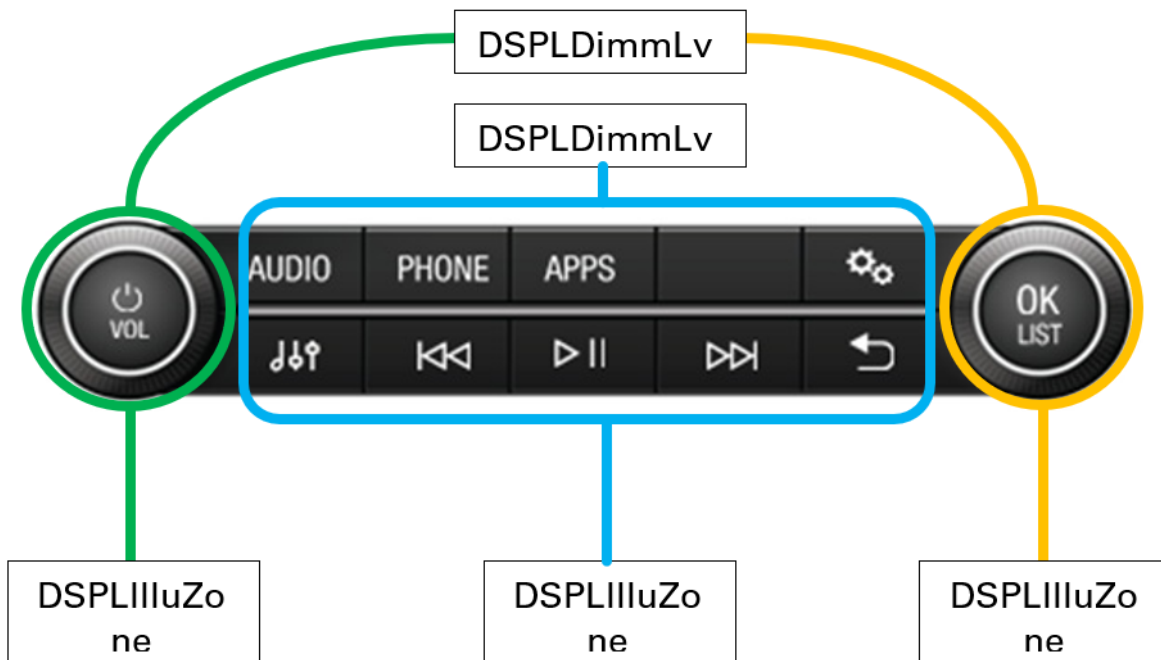 DSPLDimmLv
DSPLDimmLv
AUDIO PHONE APPS
VOL
OK
LIST
DSPLIlluZo
ne
DSPLIlluZo
ne
DSPLIlluZo
ne